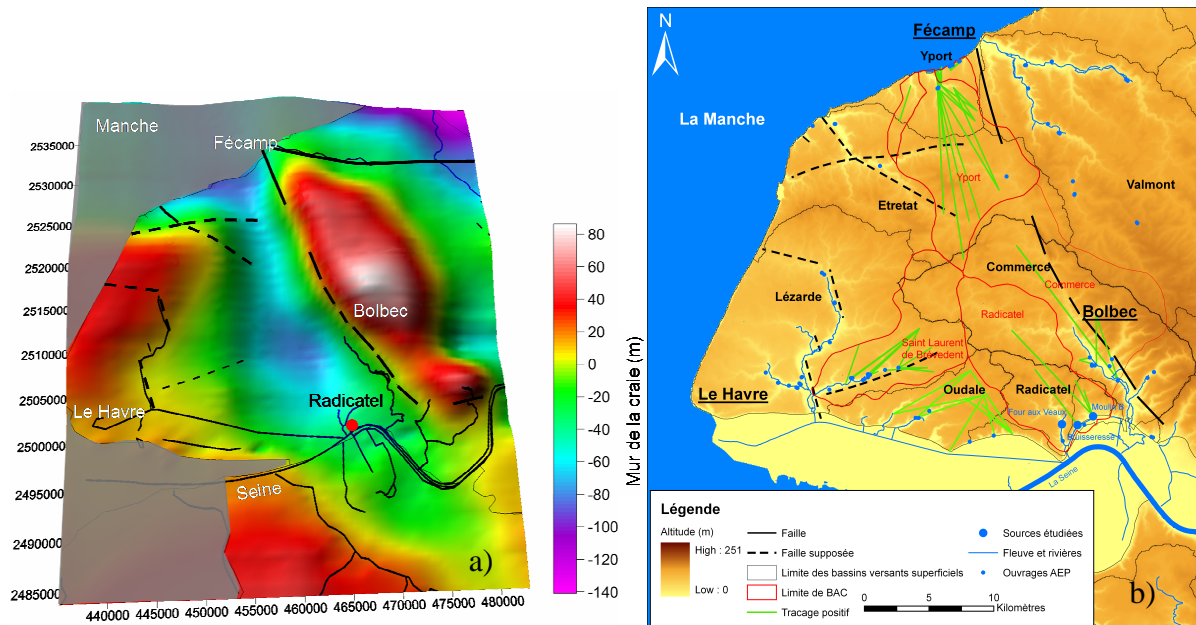 Manche
Fécamp
2535000
2530000
2525000
2520000
2515000
2510000
2505000
2500000
2495000
2490000
2485000
Bolbec
Radicatel
Le Havre
Seine
a)
440000
445000
450000
455000
460000
465000
470000
475000
480000
Mur de la craie (m)
80
60
40
20
0
-20
-40
-60
-80
-100
-120
-140
N
Fécamp
Yport
La Manche
Yport
Valmont
Etretat
Commerce
Commerce
Lézarde
Radicatel
Bolbec
Saint Laurent
de Brévedent
Le Havre
Oudale
Radicatel
Four aux Veaux
Moulin B
La Seine
Légende
Altitude (m)
High : 251
Low : 0
Faille
Faille supposée
Limite des bassins versants superficiels
Limite de BAC
Tracage positif
Sources étudiées
Fleuve et rivières
Ouvrages AEP
0
5
10
Kilomètres
b)